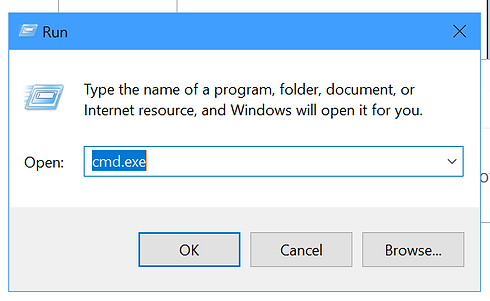 Run
Type the name of a program, folder, document, or
Internet resource, and Windows will open it for you.
Open: cmd.exe
OK Cancel Browse...